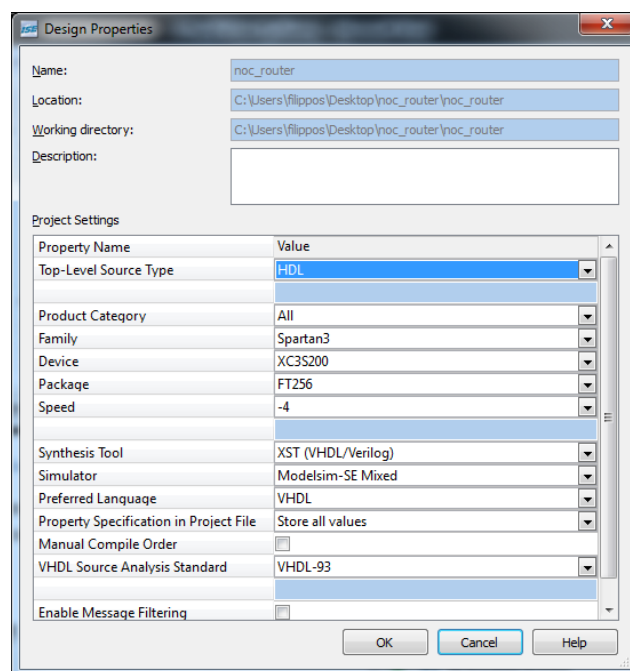 ISE Design Properties
Name: noc_router
Location: C:\Users\filippos\Desktop\noc_router\noc_router
Working directory: C:\Users\filippos\Desktop\noc_router\noc_router
Description:
Project Settings
Property Name Value
Top-Level Source Type HDL
Product Category All
Family Spartan3
Device XC3S200
Package FT256
Speed -4
Synthesis Tool XST (VHDL/Verilog)
Simulator Modelsim-SE Mixed
Preferred Language VHDL
Property Specification in Project File Store all values
Manual Compile Order
VHDL Source Analysis Standard VHDL-93
Enable Message Filtering
OK Cancel Help